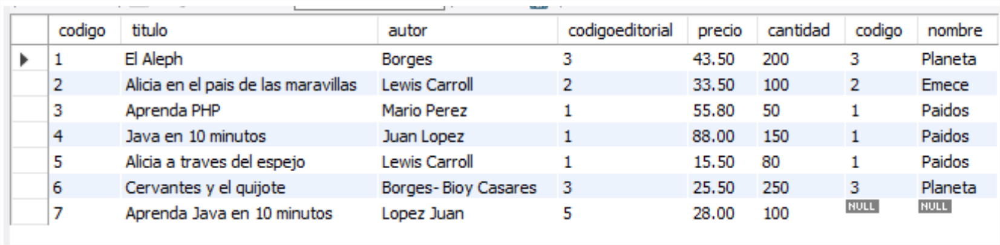 codigo titulo autor codigoeditorial precio cantidad codigo nombre
1 El Aleph Borges 3 43.50 200 3 Planeta
2 Alicia en el pais de las maravillas Lewis Carroll 2 33.50 100 2 Emece
3 Aprenda PHP Mario Perez 1 55.80 50 1 Paidos
4 Java en 10 minutos Juan Lopez 1 88.00 150 1 Paidos
5 Alicia a traves del espejo Lewis Carroll 1 15.50 80 1 Paidos
6 Cervantes y el quijote Borges- Bioy Casares 3 25.50 250 3 Planeta
7 Aprenda Java en 10 minutos Lopez Juan 5 28.00 100 NULL NULL